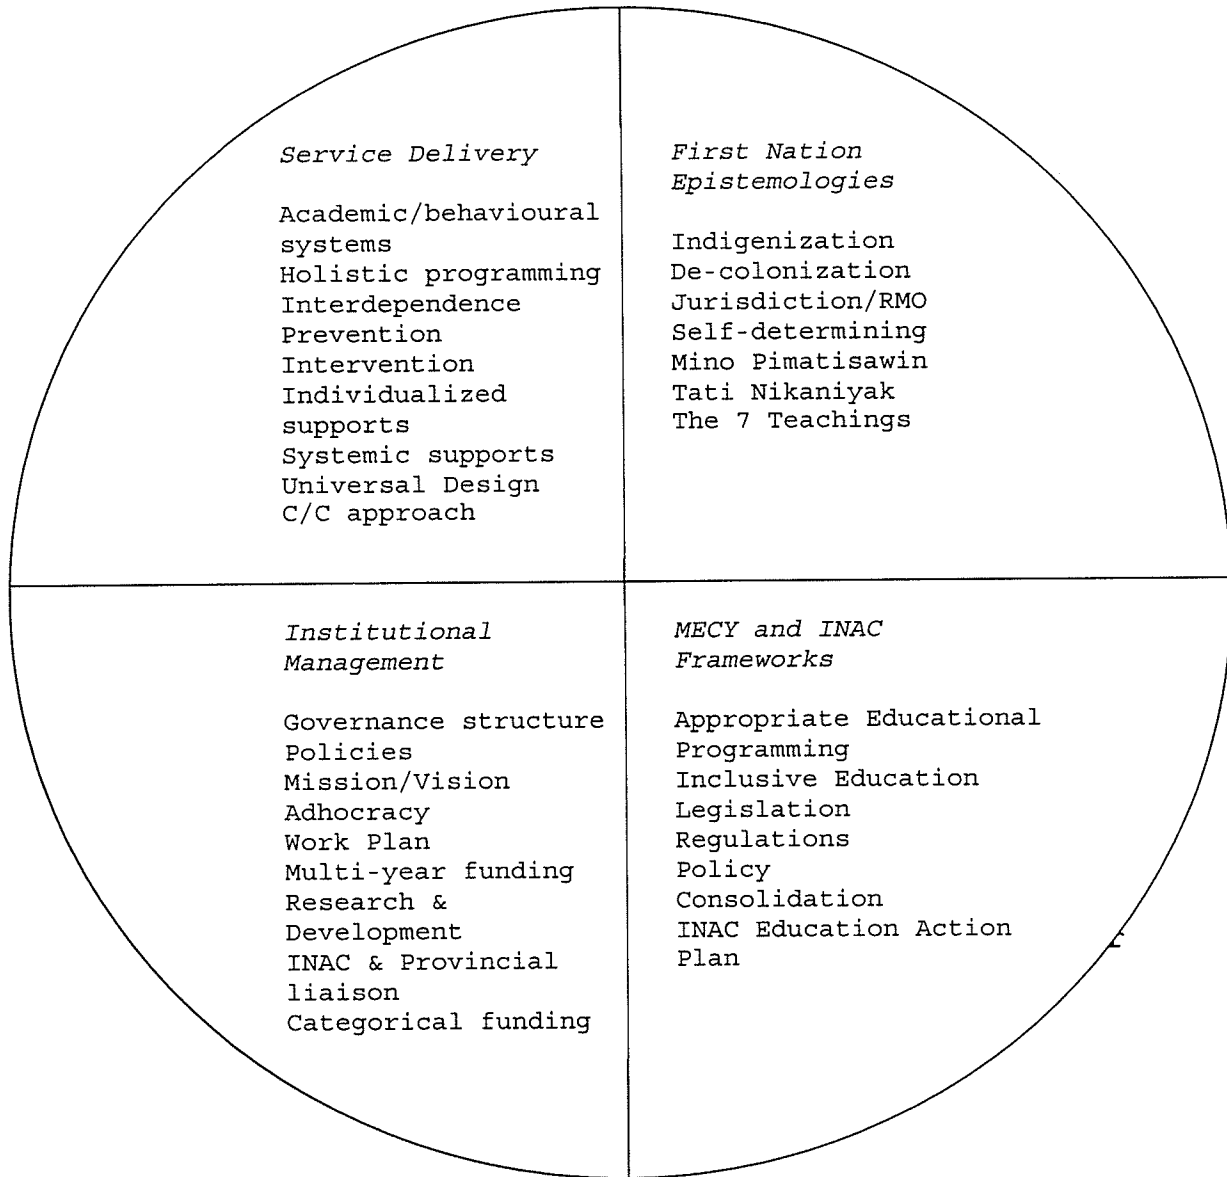 Service Delivery
Academic/behavioural
systems
Holistic programming
Interdependence
Prevention
Intervention
Individualized
supports
Systemic supports
Universal Design
C/C approach
First Nation
Epistemologies
Indigenization
De-colonization
Jurisdiction/RMO
Self-determining
Mino Pimatisawin
Tati Nikaniyak
The 7 Teachings
Institutional
Management
Governance structure
Policies
Mission/Vision
Adhocracy
Work Plan
Multi-year funding
Research &
Development
INAC & Provincial
liaison
Categorical funding
MECY and INAC
Frameworks
Appropriate Educational
Programming
Inclusive Education
Legislation
Regulations
Policy
Consolidation
INAC Education Action
Plan